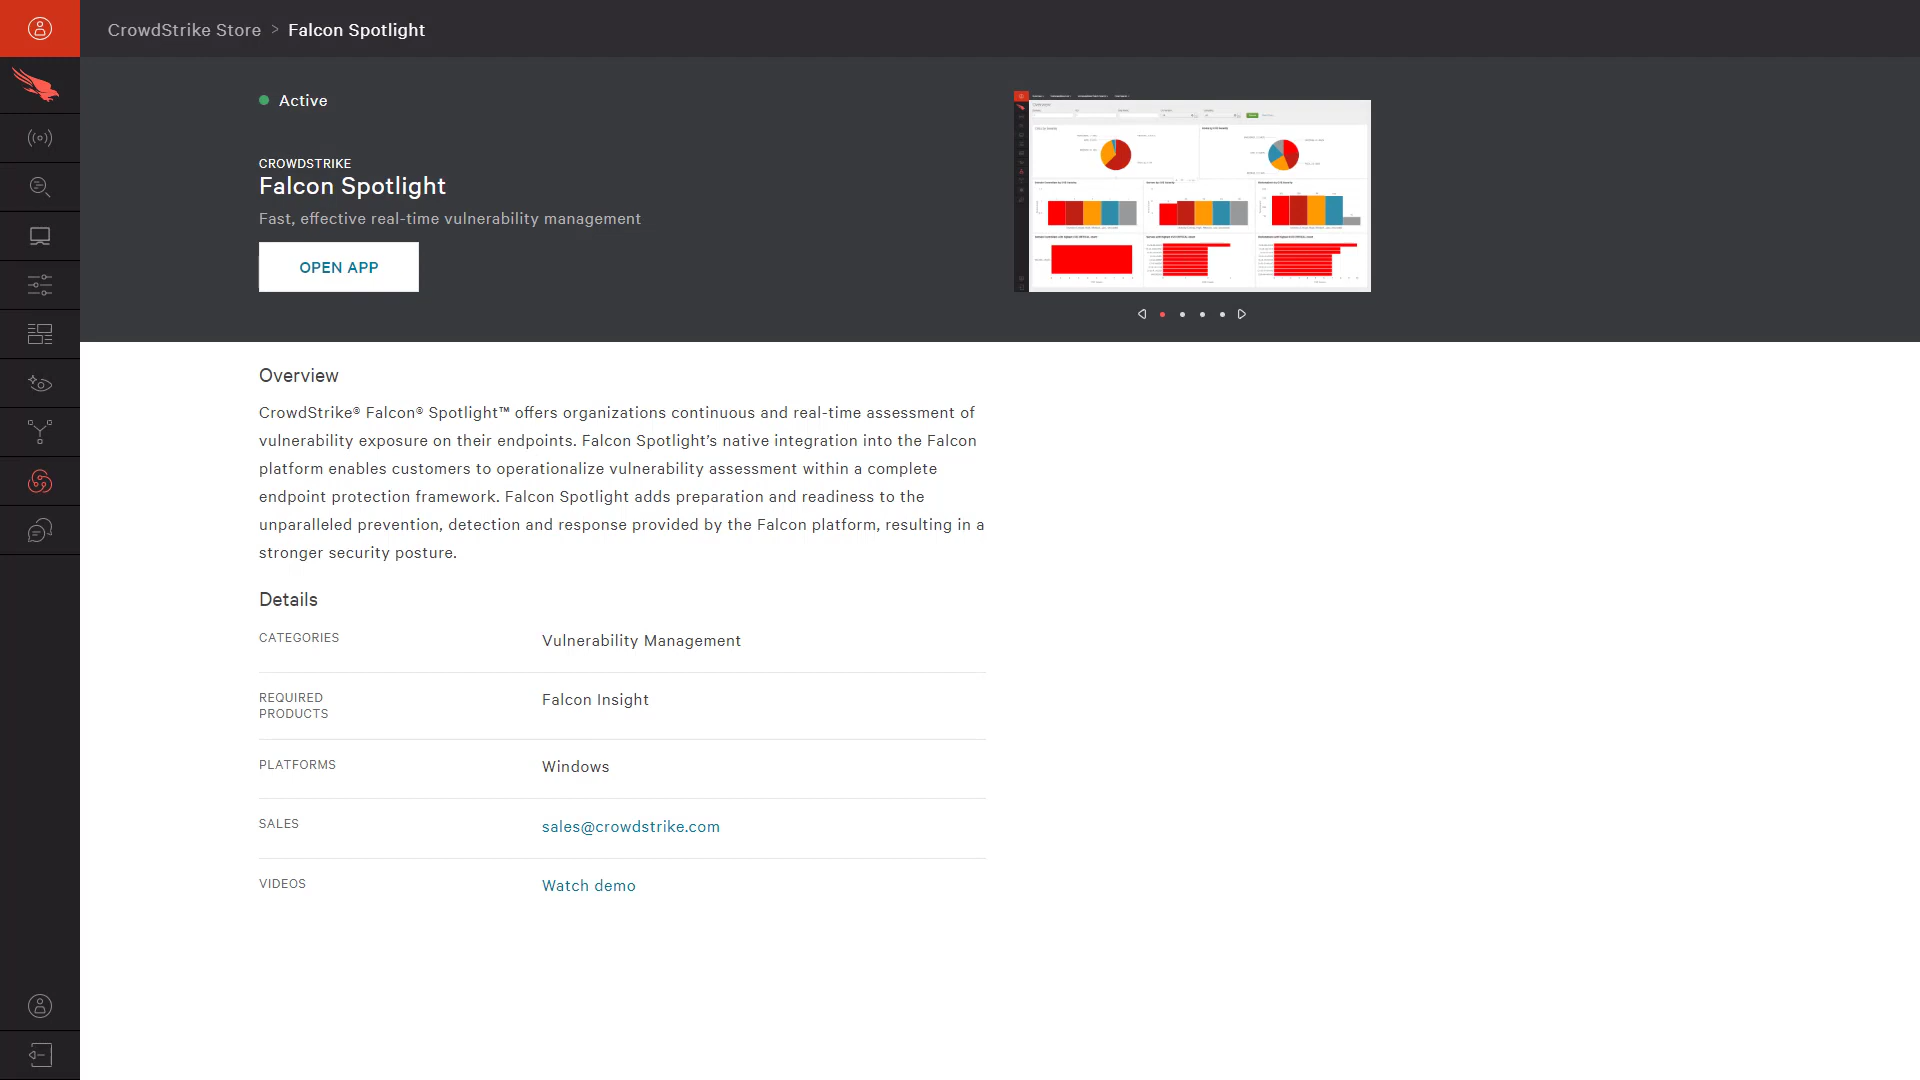 CrowdStrike Store > Falcon Spotlight
Active
CROWDSTRIKE
Falcon Spotlight
Fast, effective real-time vulnerability management
OPEN APP
Overview
CrowdStrike® Falcon® Spotlight™ offers organizations continuous and real-time assessment of
vulnerability exposure on their endpoints. Falcon Spotlight’s native integration into the Falcon
platform enables customers to operationalize vulnerability assessment within a complete
endpoint protection framework. Falcon Spotlight adds preparation and readiness to the
unparalleled prevention, detection and response provided by the Falcon platform, resulting in a
stronger security posture.
Details
CATEGORIES
Vulnerability Management
REQUIRED
PRODUCTS
Falcon Insight
PLATFORMS
Windows
SALES
sales@crowdstrike.com
VIDEOS
Watch demo